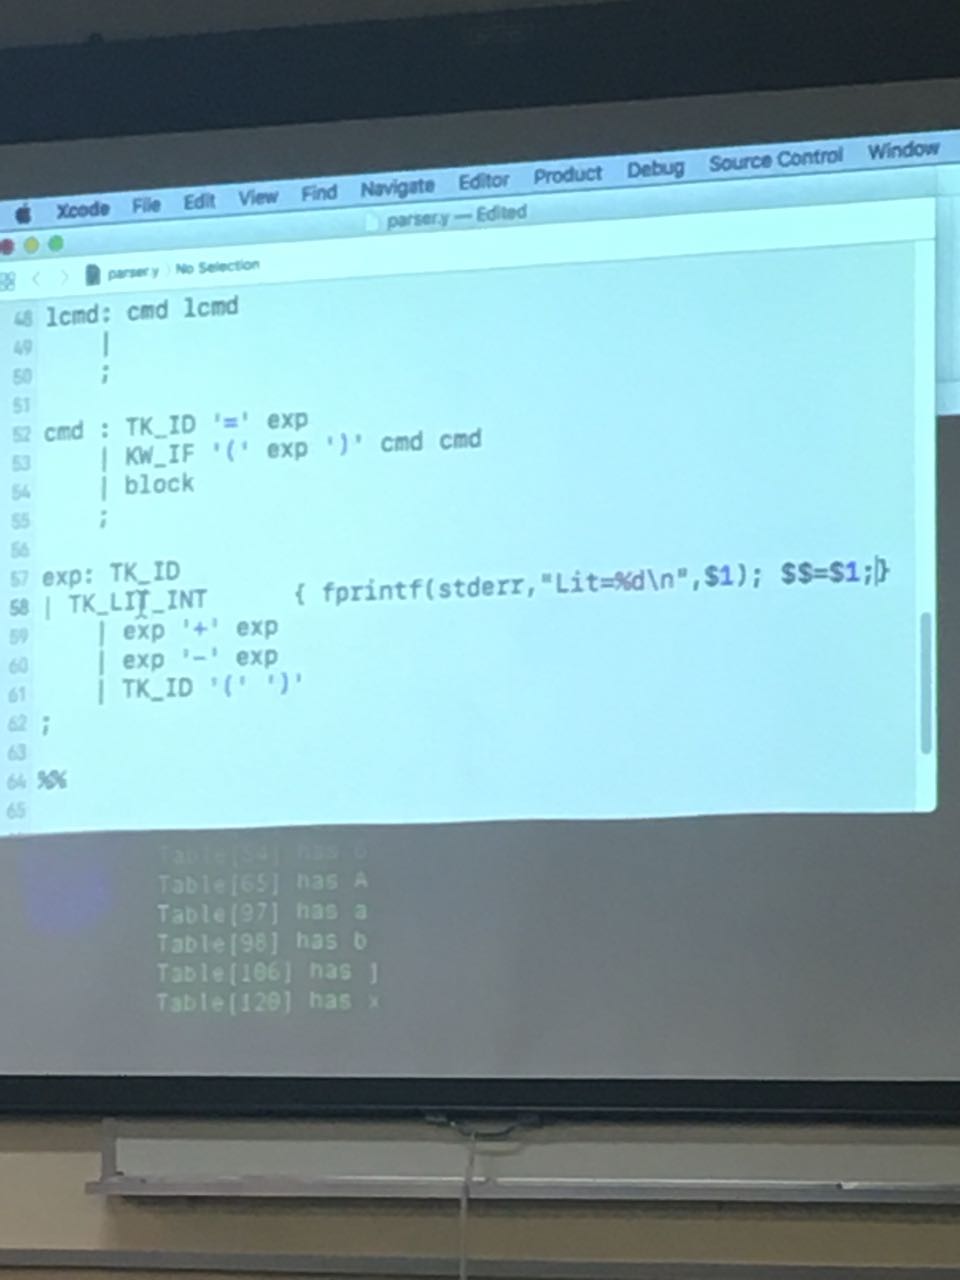 Xcode File Edit View Find Navigate Editor Product Debug Source Control Window
parser.y — Edited
parser.y No Selection
48 lcmd: cmd lcmd
49 |
50 ;
51
52 cmd : TK_ID '=' exp
53 | KW_IF '(' exp ')' cmd cmd
54 | block
55 ;
56
57 exp: TK_ID
58 | TK_LIT_INT { fprintf(stderr,"Lit=%d\n",$1); $$=$1;}
59 | exp '+' exp
60 | exp '-' exp
61 | TK_ID '(' ')'
62 ;
63
64 %%
65
Table[54] has 6
Table[65] has A
Table[97] has a
Table[98] has b
Table[106] has j
Table[120] has x